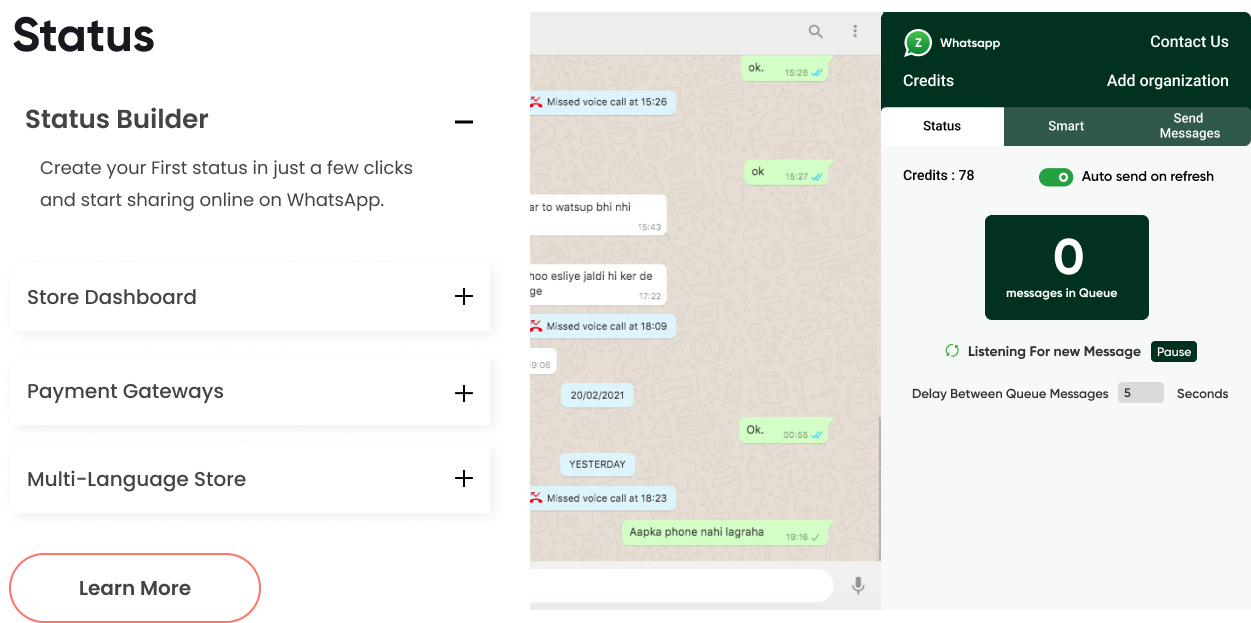 Status
Status Builder
Create your First status in just a few clicks
and start sharing online on WhatsApp.
Store Dashboard
Payment Gateways
Multi-Language Store
Learn More
ok.
15:26
Missed voice call at 15:26
ok
15:27
ar to watsup bhi nhi
15:43
hoo esliye jaldi hi ker de
ge
17:22
Missed voice call at 18:09
19:06
20/02/2021
Ok.
00:55
YESTERDAY
Missed voice call at 18:23
Aapka phone nahi lagraha
19:16
Z
Whatsapp
Contact Us
Credits
Add organization
Status
Smart
Send
Messages
Credits : 78
Auto send on refresh
0
messages in Queue
Listening For new Message
Pause
Delay Between Queue Messages 5 Seconds